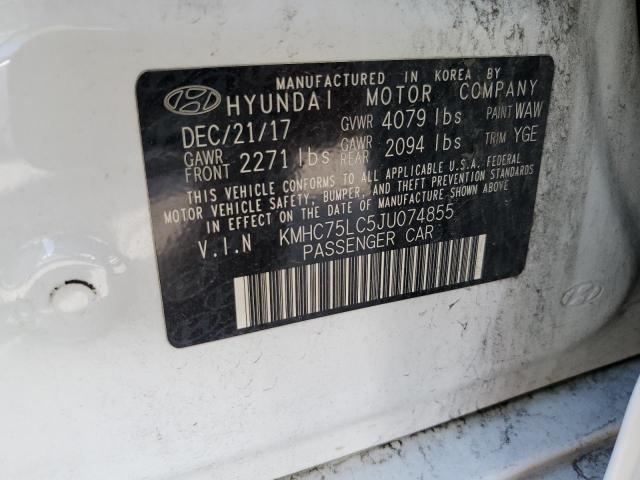 MANUFACTURED IN KOREA BY
HYUNDAI MOTOR COMPANY
DEC/21/17 GVWR 4079 lbs PAINT WAW
GAWR FRONT 2271 lbs GAWR REAR 2094 lbs TRIM YGE
THIS VEHICLE CONFORMS TO ALL APPLICABLE U.S.A. FEDERAL
MOTOR VEHICLE SAFETY, BUMPER, AND THEFT PREVENTION STANDARDS
IN EFFECT ON THE DATE OF MANUFACTURE SHOWN ABOVE.
V.I.N KMHC75LC5JU074855
PASSENGER CAR